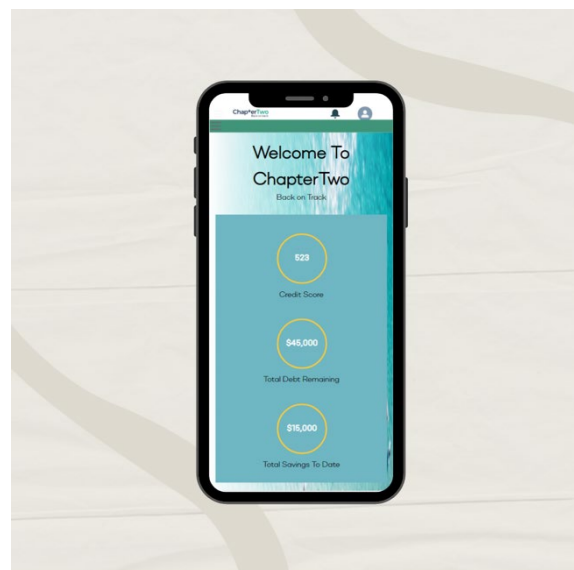 ChapterTwo
Welcome To
ChapterTwo
Back on Track
523
Credit Score
$45,000
Total Debt Remaining
$15,000
Total Savings To Date